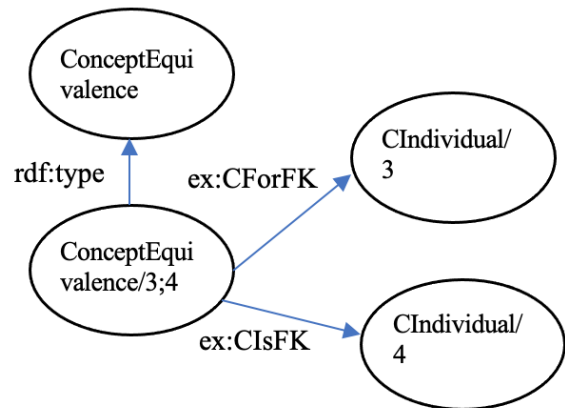 ConceptEqui
valence
rdf:type
ex:CForFK
CIndividual/
3
ConceptEqui
valence/3;4
ex:CIsFK
CIndividual/
4